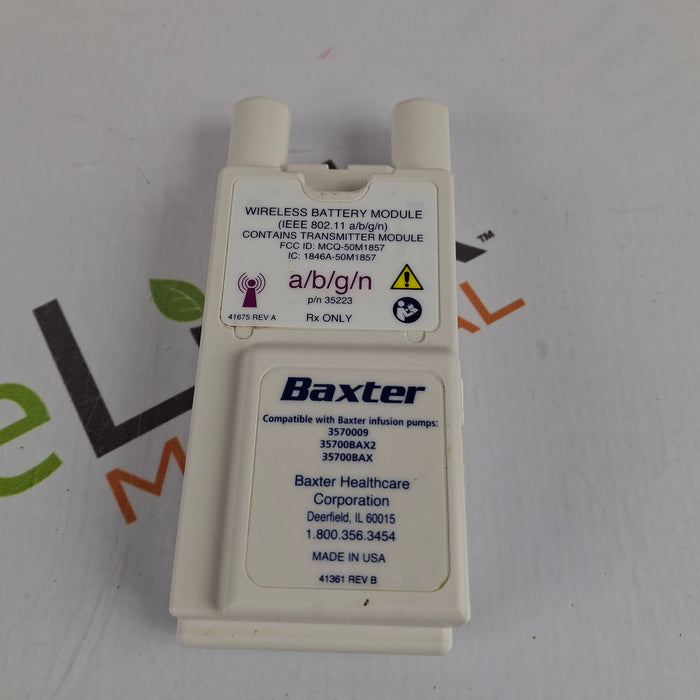 WIRELESS BATTERY MODULE
(IEEE 802.11 a/b/g/n)
CONTAINS TRANSMITTER MODULE
FCC ID: MCQ-50M1857
IC: 1846A-50M1857
a/b/g/n
p/n 35223
41675 REV A
Rx ONLY
Baxter
Compatible with Baxter infusion pumps:
3570009
35700BAX2
35700BAX
Baxter Healthcare
Corporation
Deerfield, IL 60015
1.800.356.3454
MADE IN USA
41361 REV B
TM